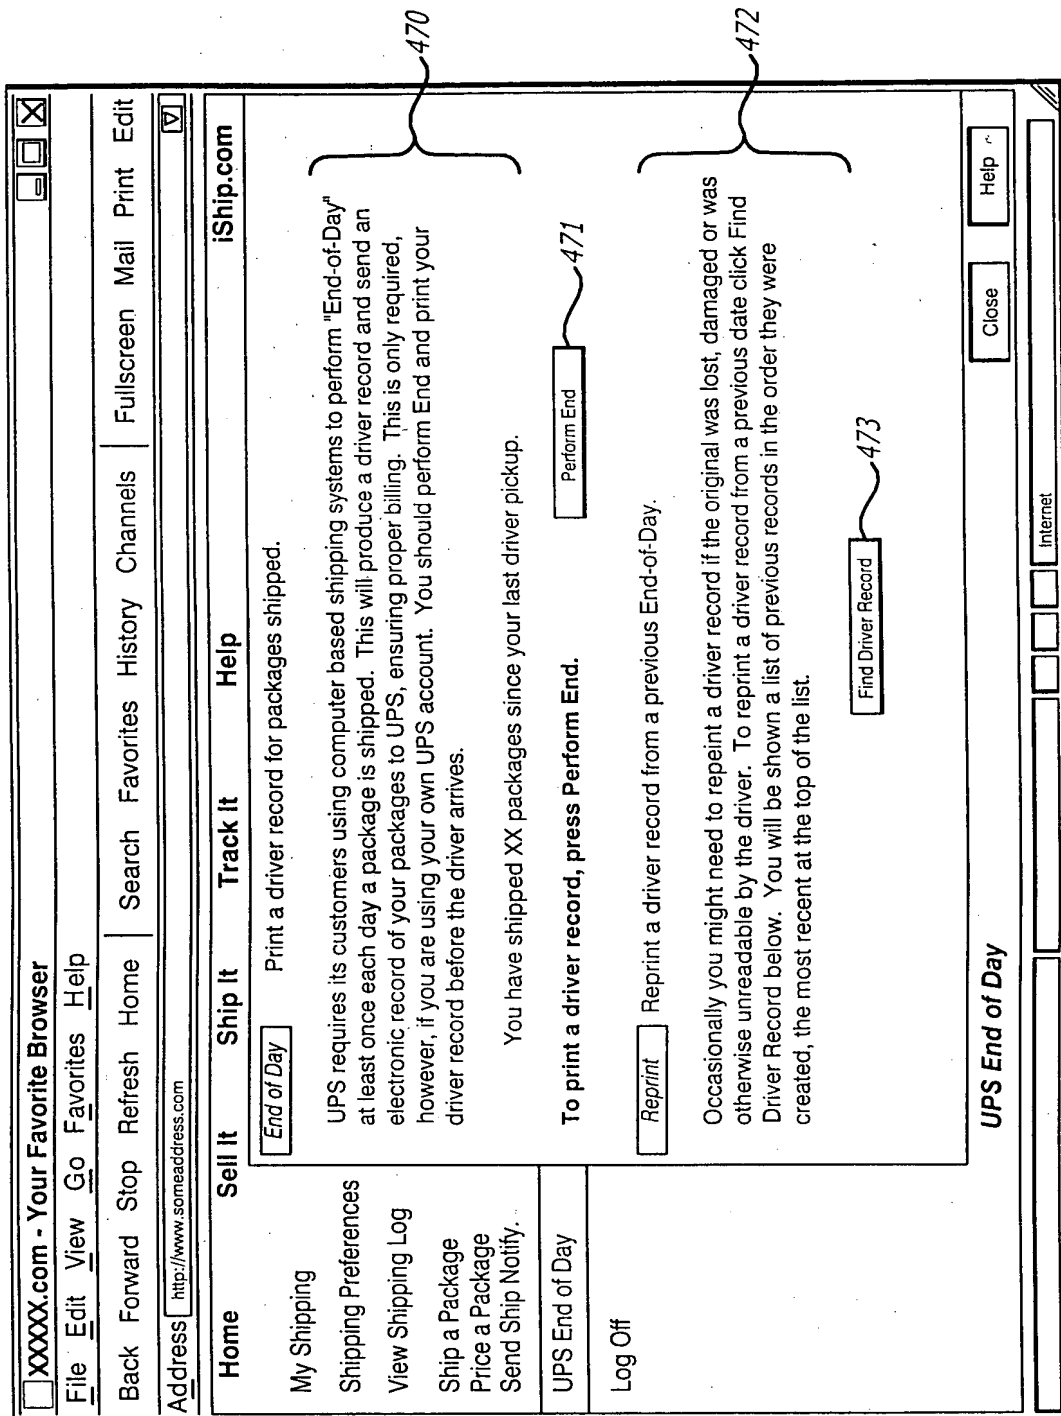 XXXXX.com - Your Favorite Browser
File Edit View Go Favorites Help
Back Forward Stop Refresh Home Search Favorites History Channels Fullscreen Mail Print Edit
Address http://www.someaddress.com
Home Sell It Ship It Track It Help iShip.com
My Shipping
Shipping Preferences
View Shipping Log
Ship a Package
Price a Package
Send Ship Notify.
UPS End of Day
Log Off
End of Day Print a driver record for packages shipped.
UPS requires its customers using computer based shipping systems to perform "End-of-Day"
at least once each day a package is shipped. This will produce a driver record and send an
electronic record of your packages to UPS, ensuring proper billing. This is only required,
however, if you are using your own UPS account. You should perform End and print your
driver record before the driver arrives.
470
You have shipped XX packages since your last driver pickup.
To print a driver record, press Perform End. Perform End 471
Reprint Reprint a driver record from a previous End-of-Day.
Occasionally you might need to repeint a driver record if the original was lost, damaged or was
otherwise unreadable by the driver. To reprint a driver record from a previous date click Find
Driver Record below. You will be shown a list of previous records in the order they were
created, the most recent at the top of the list.
472
Find Driver Record 473
UPS End of Day Close Help
Internet